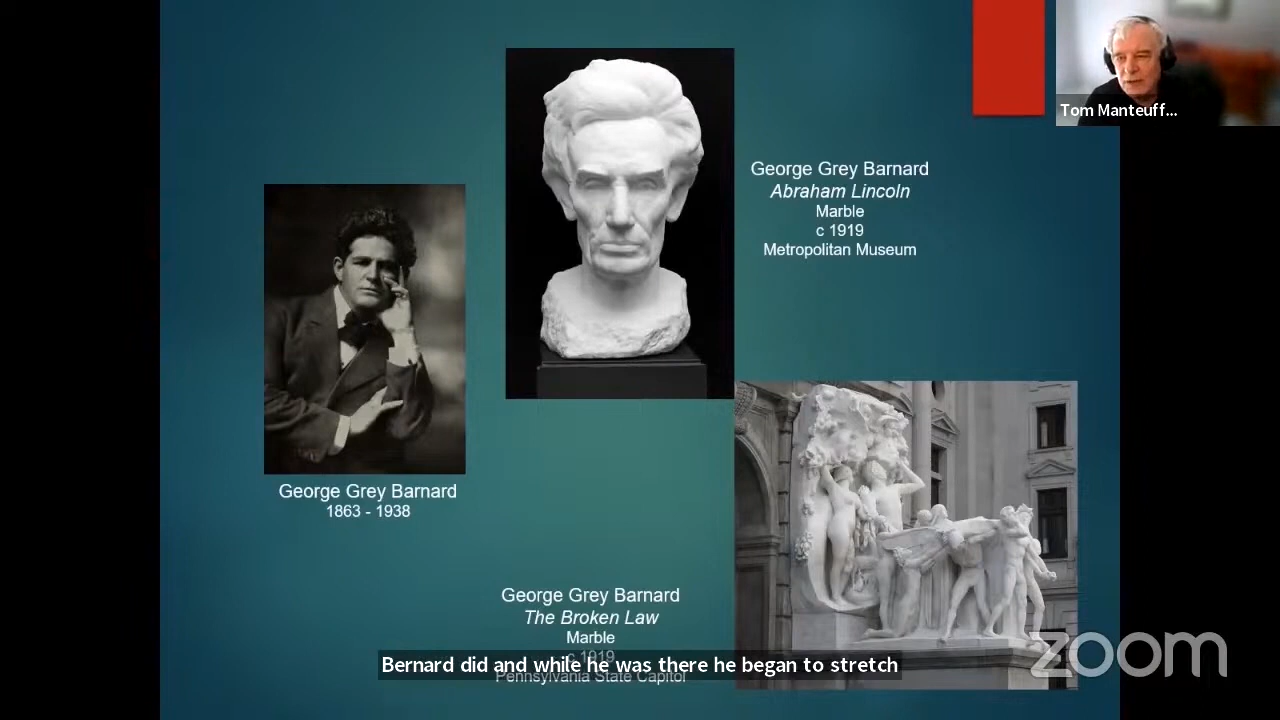 Tom Manteuff...
George Grey Barnard
Abraham Lincoln
Marble
c 1919
Metropolitan Museum
George Grey Barnard
1863 - 1938
George Grey Barnard
The Broken Law
Marble
c 1919
Pennsylvania State Capitol
Bernard did and while he was there he began to stretch
zoom